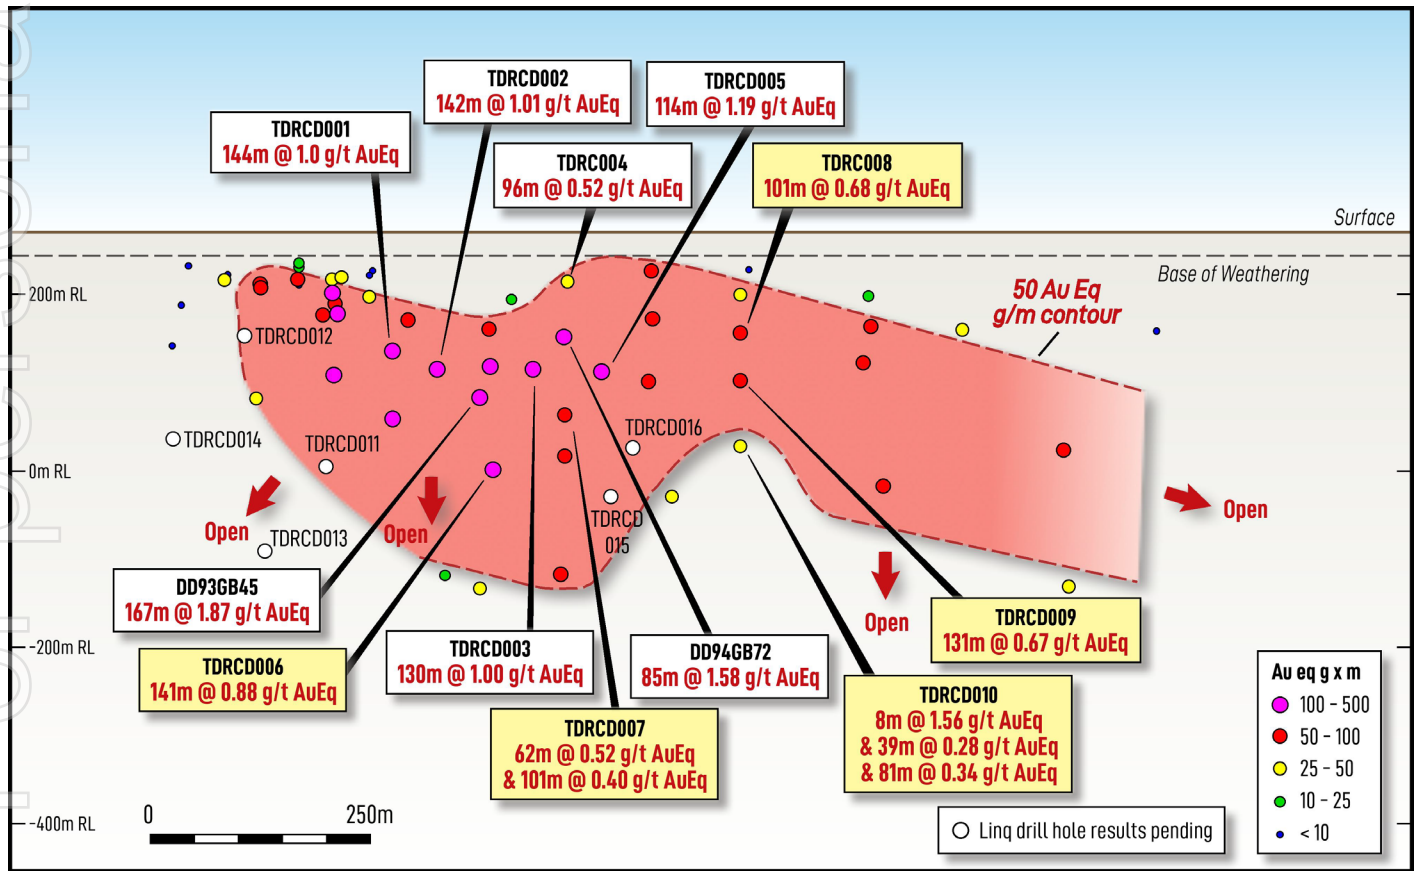 TDRCD002
142m @ 1.01 g/t AuEq
TDRCD005
114m @ 1.19 g/t AuEq
TDRCD001
144m @ 1.0 g/t AuEq
TDRC004
96m @ 0.52 g/t AuEq
TDRC008
101m @ 0.68 g/t AuEq
Surface
Base of Weathering
200m RL
50 Au Eq
g/m contour
TDRCD012
TDRCD014
TDRCD011
TDRCD016
0m RL
Open
Open
Open
TDRCD
015
TDRCD013
Open
DD93GB45
167m @ 1.87 g/t AuEq
TDRCD009
131m @ 0.67 g/t AuEq
-200m RL
TDRCD006
141m @ 0.88 g/t AuEq
TDRCD003
130m @ 1.00 g/t AuEq
DD94GB72
85m @ 1.58 g/t AuEq
TDRCD007
62m @ 0.52 g/t AuEq
& 101m @ 0.40 g/t AuEq
TDRCD010
8m @ 1.56 g/t AuEq
& 39m @ 0.28 g/t AuEq
& 81m @ 0.34 g/t AuEq
Au eq g x m
100 - 500
50 - 100
25 - 50
10 - 25
< 10
-400m RL
0 250m
Linq drill hole results pending